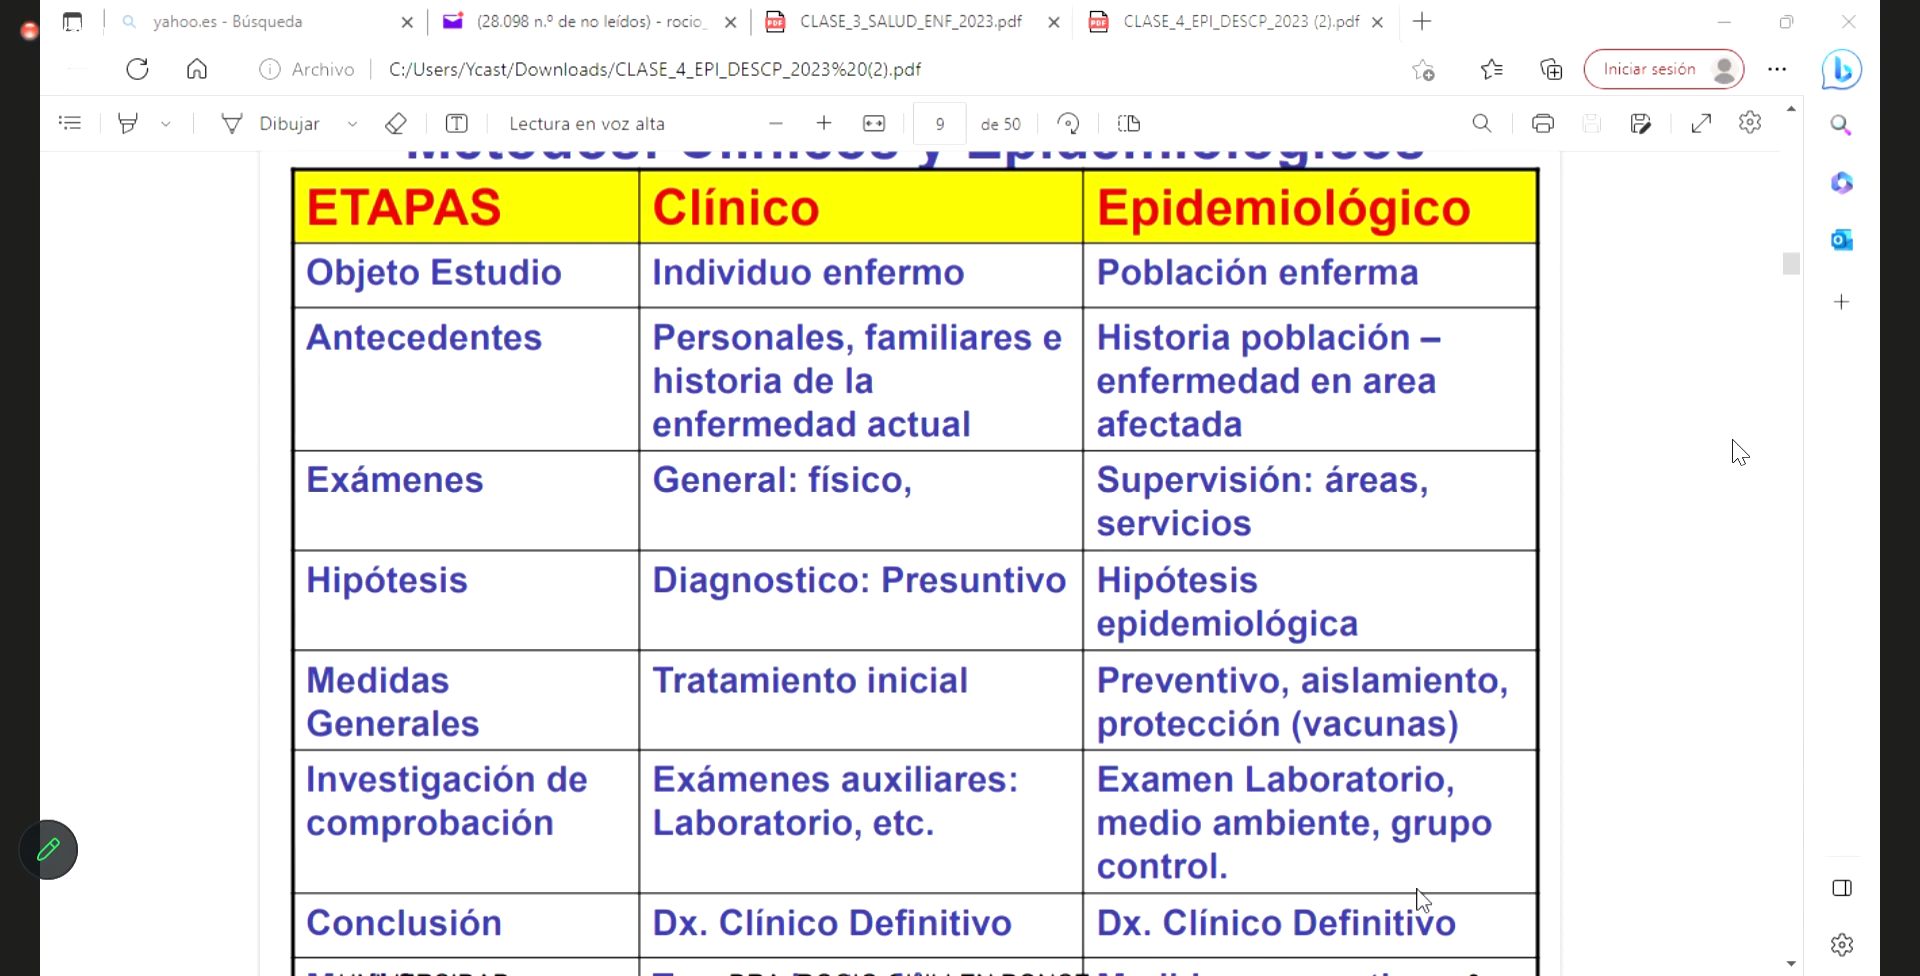 yahoo.es - Búsqueda
(28.098 n.º de no leídos) - rocio_
CLASE_3_SALUD_ENF_2023.pdf
CLASE_4_EPI_DESCP_2023 (2).pdf
Archivo
C:/Users/Ycast/Downloads/CLASE_4_EPI_DESCP_2023%20(2).pdf
Iniciar sesión
Dibujar
Lectura en voz alta
9 de 50
Métodos: Clínicos y Epidemiológicos
ETAPAS Clínico Epidemiológico
Objeto Estudio Individuo enfermo Población enferma
Antecedentes Personales, familiares e Historia población –
historia de la enfermedad en area
enfermedad actual afectada
Exámenes General: físico, Supervisión: áreas,
servicios
Hipótesis Diagnostico: Presuntivo Hipótesis
epidemiológica
Medidas Tratamiento inicial Preventivo, aislamiento,
Generales protección (vacunas)
Investigación de Exámenes auxiliares: Examen Laboratorio,
comprobación Laboratorio, etc. medio ambiente, grupo
control.
Conclusión Dx. Clínico Definitivo Dx. Clínico Definitivo